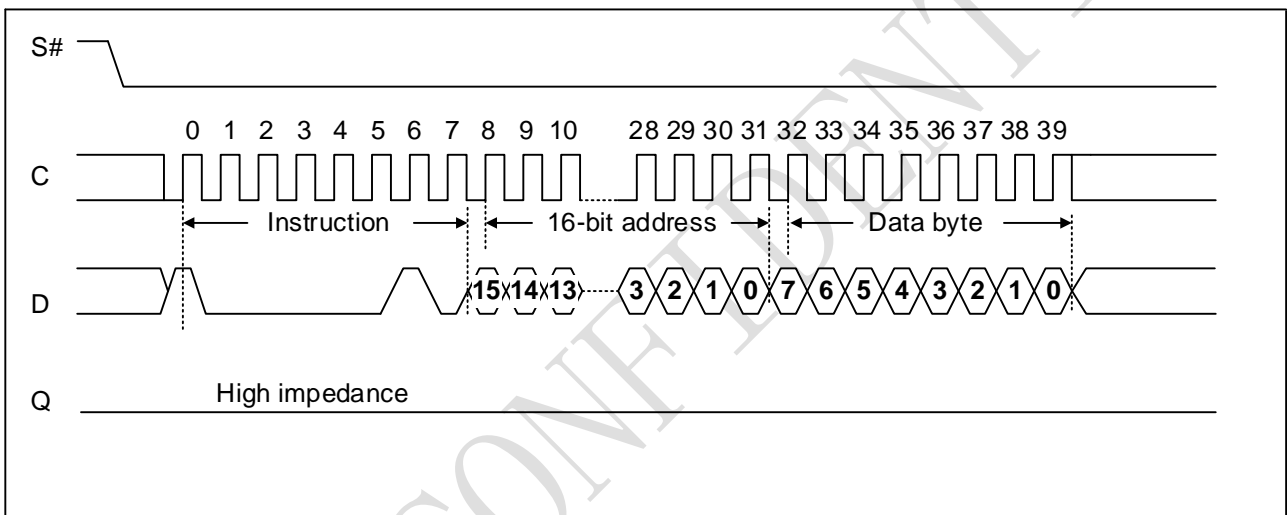 S#
0 1 2 3 4 5 6 7 8 9 10 28 29 30 31 32 33 34 35 36 37 38 39
C
Instruction 16-bit address Data byte
D 15 14 13 3 2 1 0 7 6 5 4 3 2 1 0
High impedance
Q
CONFIDENT